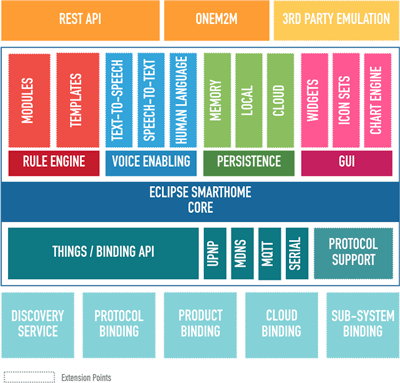 REST API
ONEM2M
3RD PARTY EMULATION
MODULES
TEMPLATES
TEXT-TO-SPEECH
SPEECH-TO-TEXT
HUMAN LANGUAGE
MEMORY
LOCAL
CLOUD
WIDGETS
ICON SETS
CHART ENGINE
RULE ENGINE
VOICE ENABLING
PERSISTENCE
GUI
ECLIPSE SMARTHOME
CORE
THINGS / BINDING API
UPNP
MDNS
MQTT
SERIAL
PROTOCOL
SUPPORT
DISCOVERY
SERVICE
PROTOCOL
BINDING
PRODUCT
BINDING
CLOUD
BINDING
SUB-SYSTEM
BINDING
Extension Points